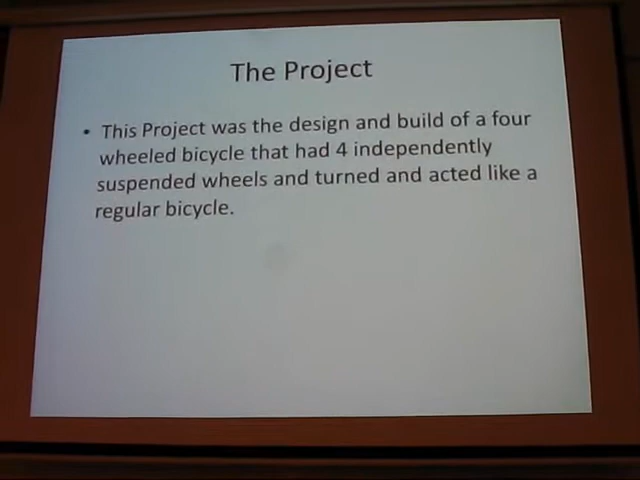 The Project
• This Project was the design and build of a four
wheeled bicycle that had 4 independently
suspended wheels and turned and acted like a
regular bicycle.